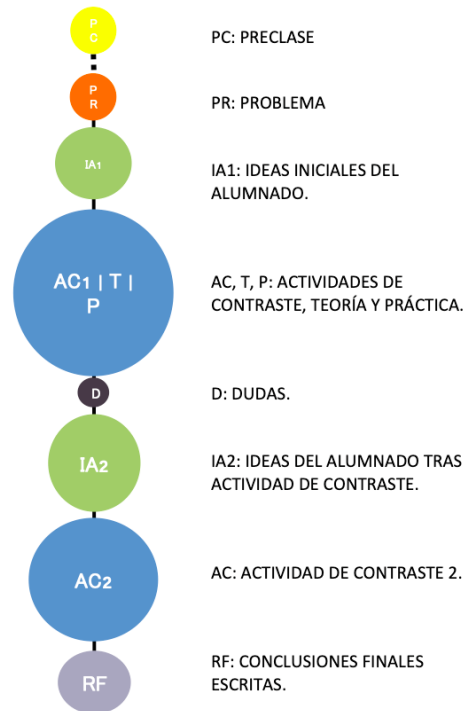 P
C
PC: PRECLASE
P
R
PR: PROBLEMA
IA1
IA1: IDEAS INICIALES DEL
ALUMNADO.
AC1 | T |
P
AC, T, P: ACTIVIDADES DE
CONTRASTE, TEORÍA Y PRÁCTICA.
D
D: DUDAS.
IA2
IA2: IDEAS DEL ALUMNADO TRAS
ACTIVIDAD DE CONTRASTE.
AC2
AC: ACTIVIDAD DE CONTRASTE 2.
RF
RF: CONCLUSIONES FINALES
ESCRITAS.